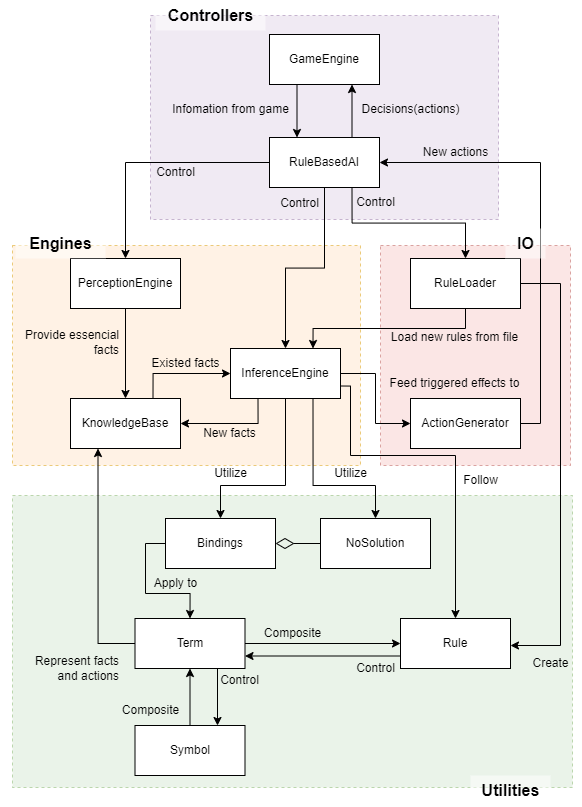 Controllers
GameEngine
Infomation from game
Decisions(actions)
RuleBasedAI
New actions
Control
Control
Control
Engines
IO
PerceptionEngine
RuleLoader
Provide essencial
facts
Load new rules from file
Existed facts
InferenceEngine
Feed triggered effects to
KnowledgeBase
New facts
ActionGenerator
Utilize
Utilize
Follow
Bindings
NoSolution
Apply to
Term
Composite
Rule
Represent facts
and actions
Control
Control
Create
Composite
Symbol
Utilities